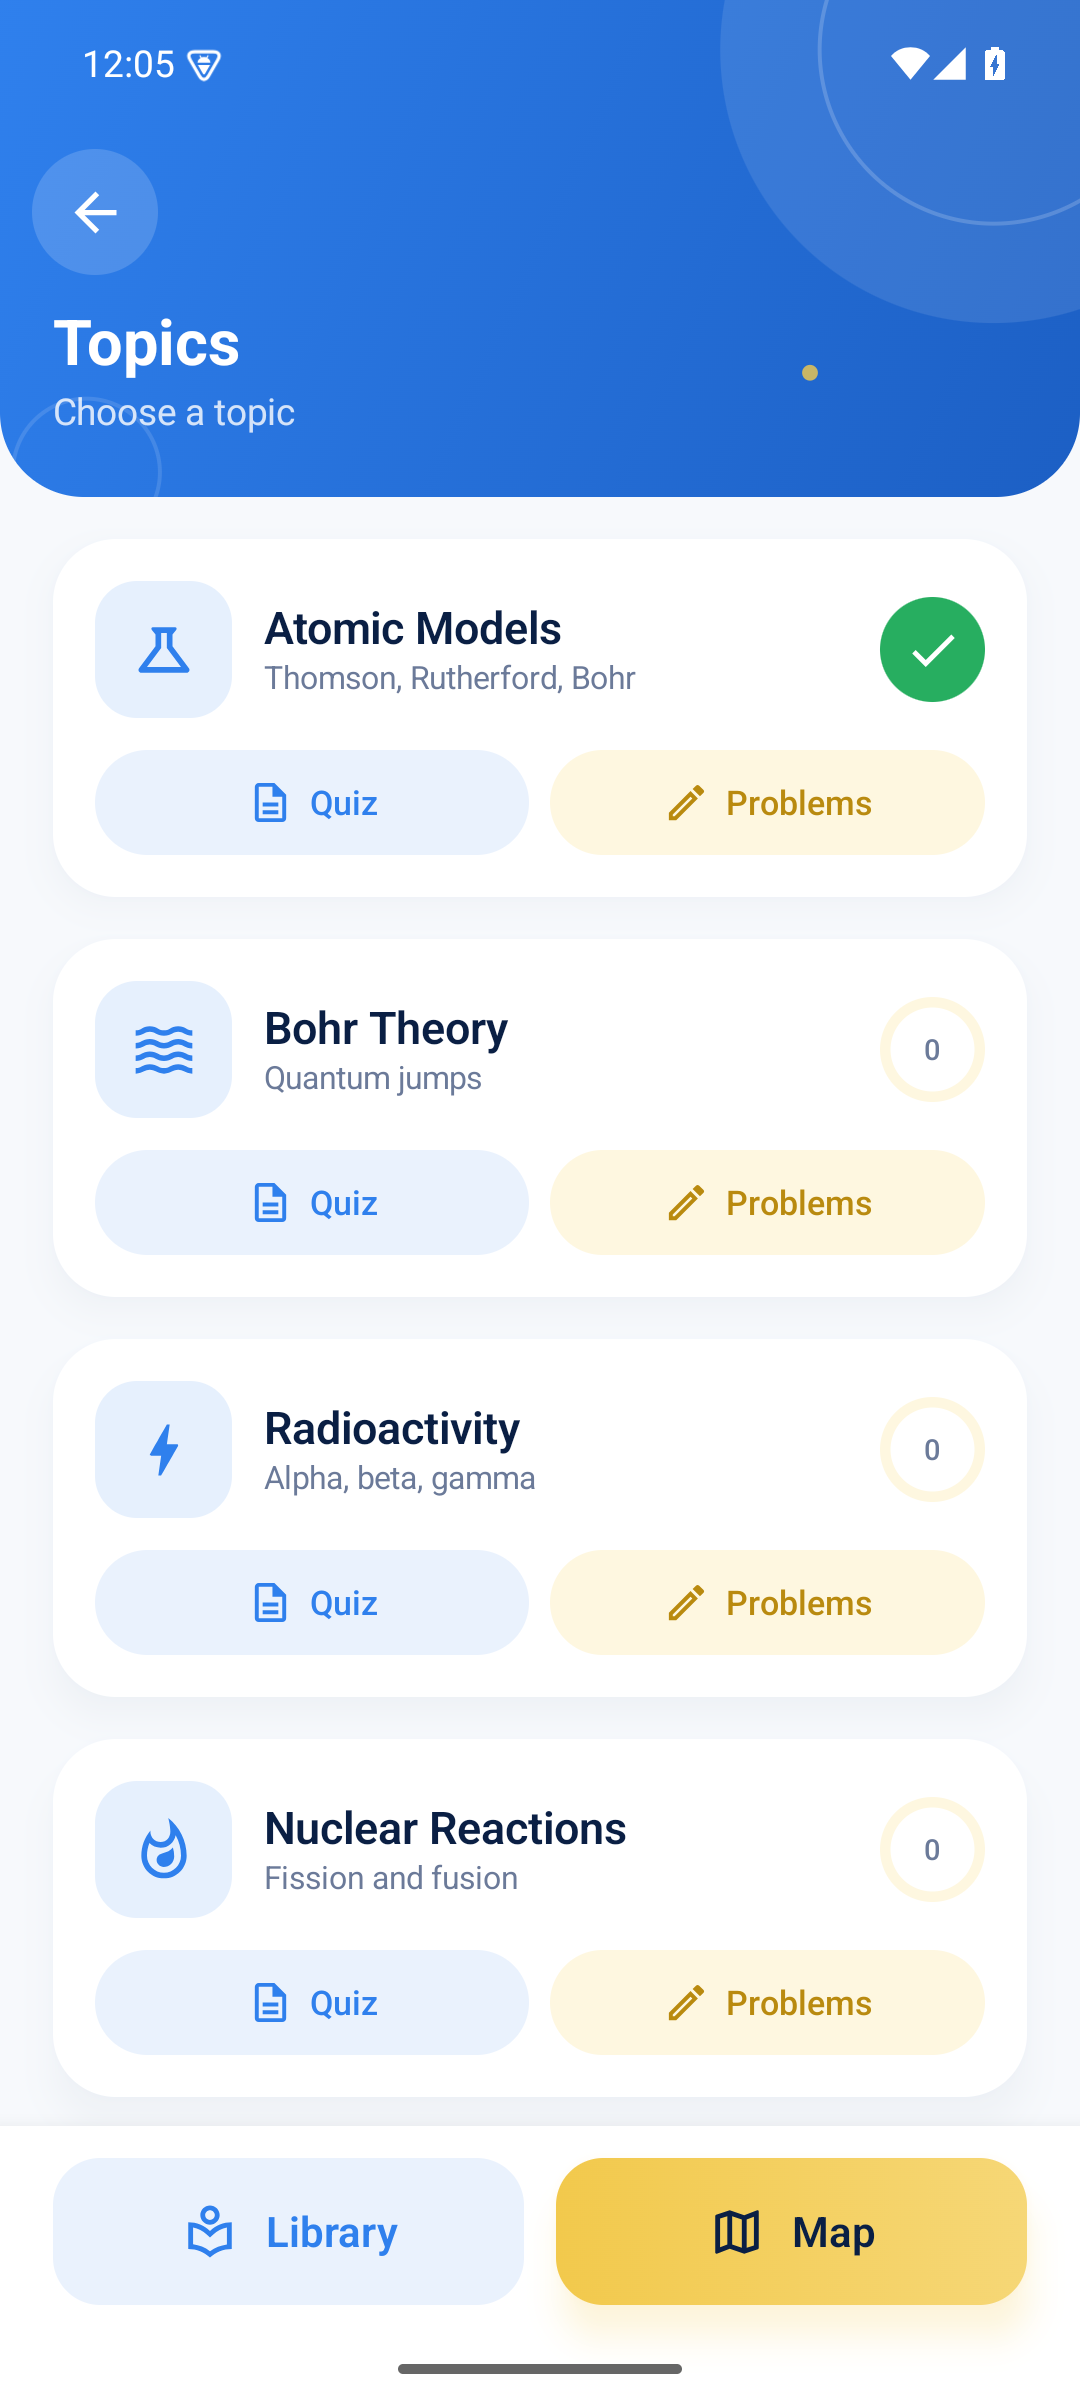 12:05
Topics
Choose a topic
Atomic Models
Thomson, Rutherford, Bohr
Quiz
Problems
Bohr Theory
Quantum jumps
0
Quiz
Problems
Radioactivity
Alpha, beta, gamma
0
Quiz
Problems
Nuclear Reactions
Fission and fusion
0
Quiz
Problems
Library
Map